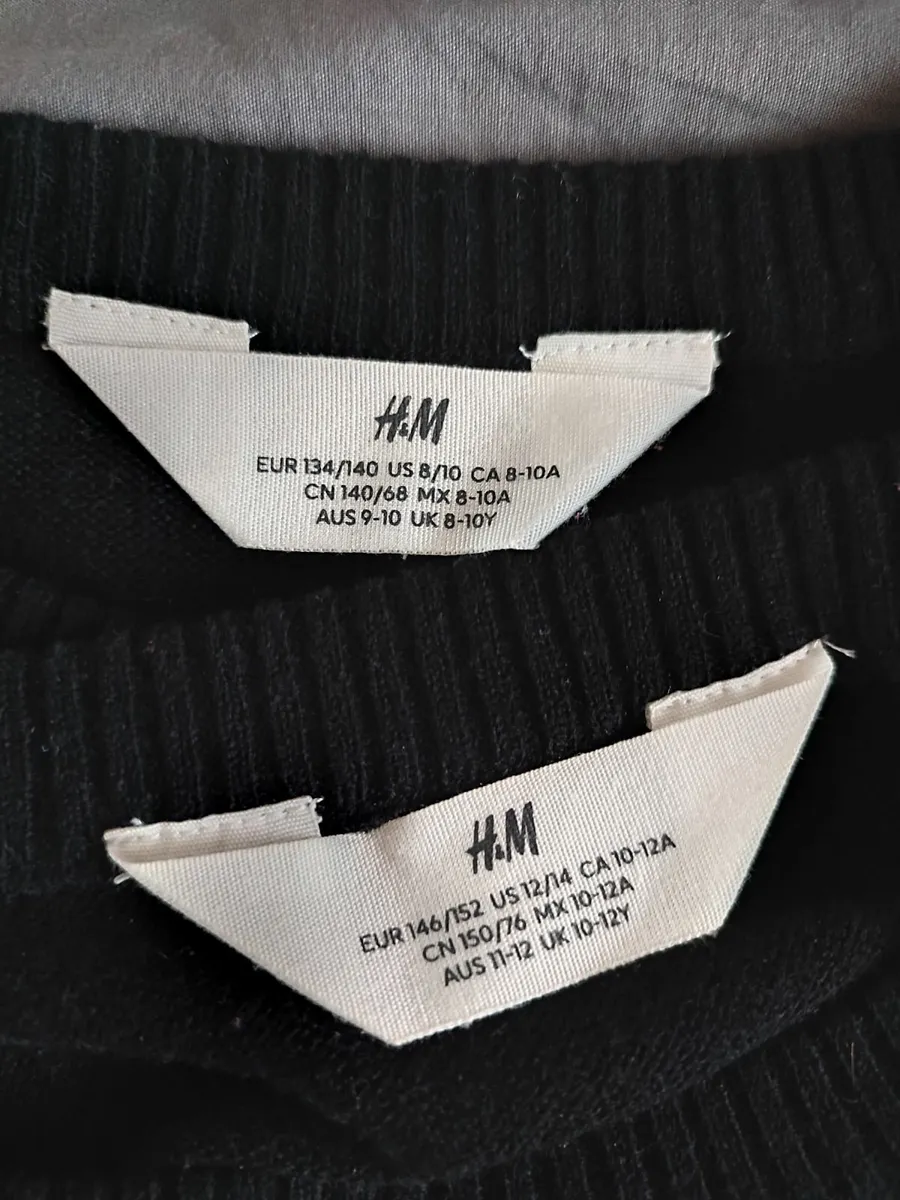 H&M
EUR 134/140 US 8/10 CA 8-10A
CN 140/68 MX 8-10A
AUS 9-10 UK 8-10Y
H&M
EUR 146/152 US 12/14 CA 10-12A
CN 150/76 MX 10-12A
AUS 11-12 UK 10-12Y